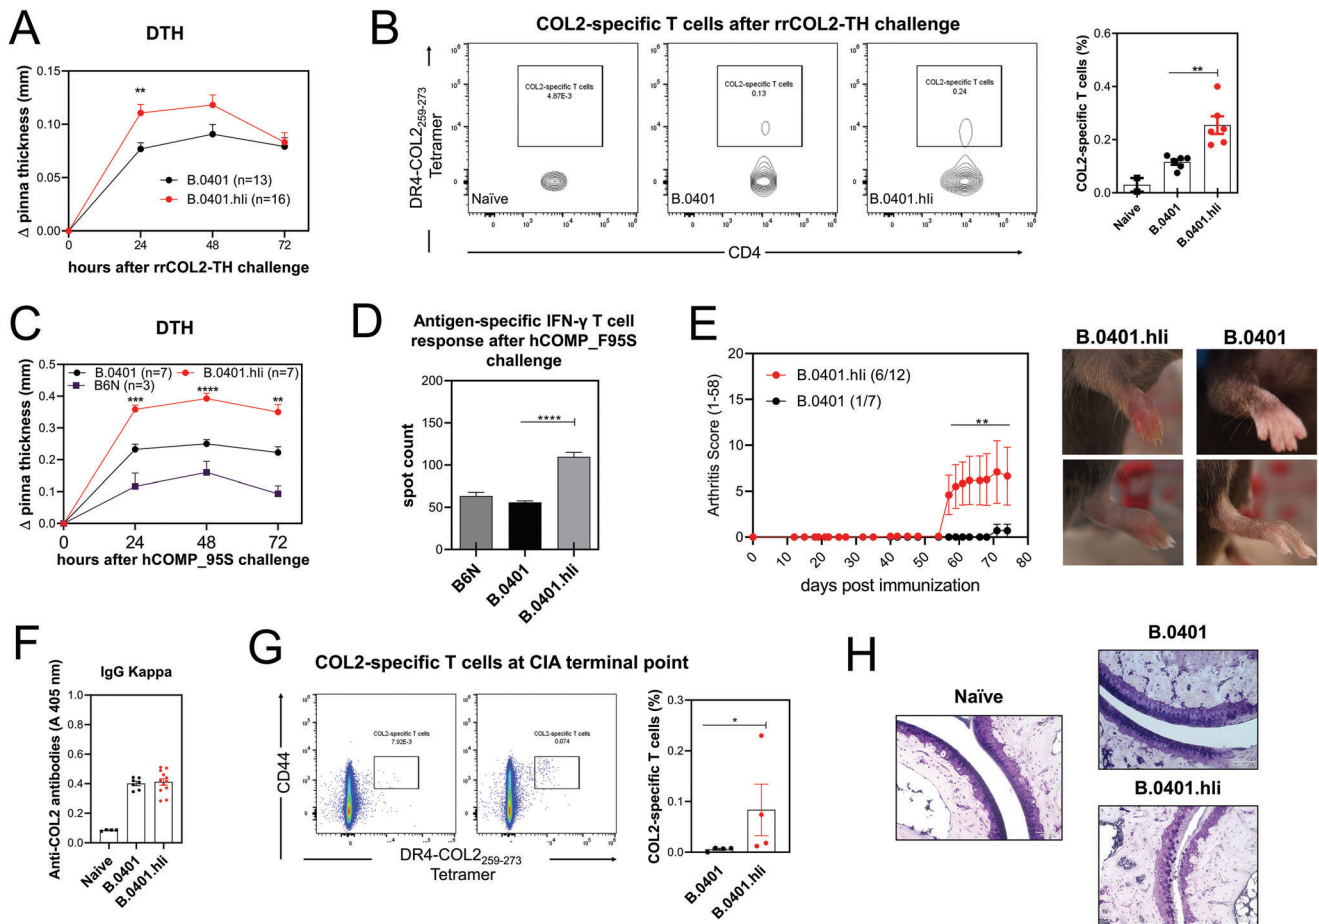 A
DTH
Δ pinna thickness (mm)
0.15
0.10
0.05
0.00
**
B.0401 (n=13)
B.0401.hli (n=16)
0
24
48
72
hours after rrCOL2-TH challenge
B
COL2-specific T cells after rrCOL2-TH challenge
DR4-COL2259-273
Tetramer
COL2-specific T cells
4.87E-3
Naïve
COL2-specific T cells
0.13
B.0401
COL2-specific T cells
0.24
B.0401.hli
CD4
COL2-specific T cells (%)
0.6
0.4
0.2
0.0
**
Naïve
B.0401
B.0401.hli
C
DTH
Δ pinna thickness (mm)
0.5
0.4
0.3
0.2
0.1
0.0
B.0401 (n=7)
B.0401.hli (n=7)
B6N (n=3)
***
****
**
0
24
48
72
hours after hCOMP_95S challenge
D
Antigen-specific IFN-γ T cell
response after hCOMP_F95S
challenge
spot count
200
150
100
50
0
****
B6N
B.0401
B.0401.hli
E
Arthritis Score (1-58)
20
15
10
5
0
B.0401.hli (6/12)
B.0401 (1/7)
**
0
10
20
30
40
50
60
70
80
days post immunization
B.0401.hli
B.0401
F
IgG Kappa
Anti-COL2 antibodies (A 405 nm)
1.0
0.8
0.6
0.4
0.2
0.0
Naïve
B.0401
B.0401.hli
G
COL2-specific T cells at CIA terminal point
CD44
COL2-specific T cells
7.92E-3
COL2-specific T cells
0.074
DR4-COL2259-273
Tetramer
COL2-specific T cells (%)
0.3
0.2
0.1
0.0
*
B.0401
B.0401.hli
H
Naïve
B.0401
B.0401.hli